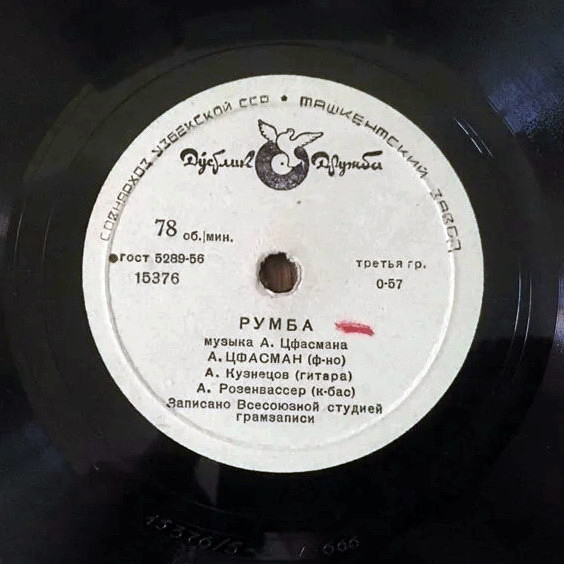 СОВНАРХОЗ УЗБЕКСКОЙ ССР ★ ТАШКЕНТСКИЙ ЗАВОД
Дўстлик Дружба
78 об./мин.
ГОСТ 5289-56
15376
третья гр.
0-57
РУМБА
музыка А. Цфасмана
А. ЦФАСМАН (ф-но)
А. Кузнецов (гитара)
А. Розенвассер (к-бас)
Записано Всесоюзной студией
грамзаписи